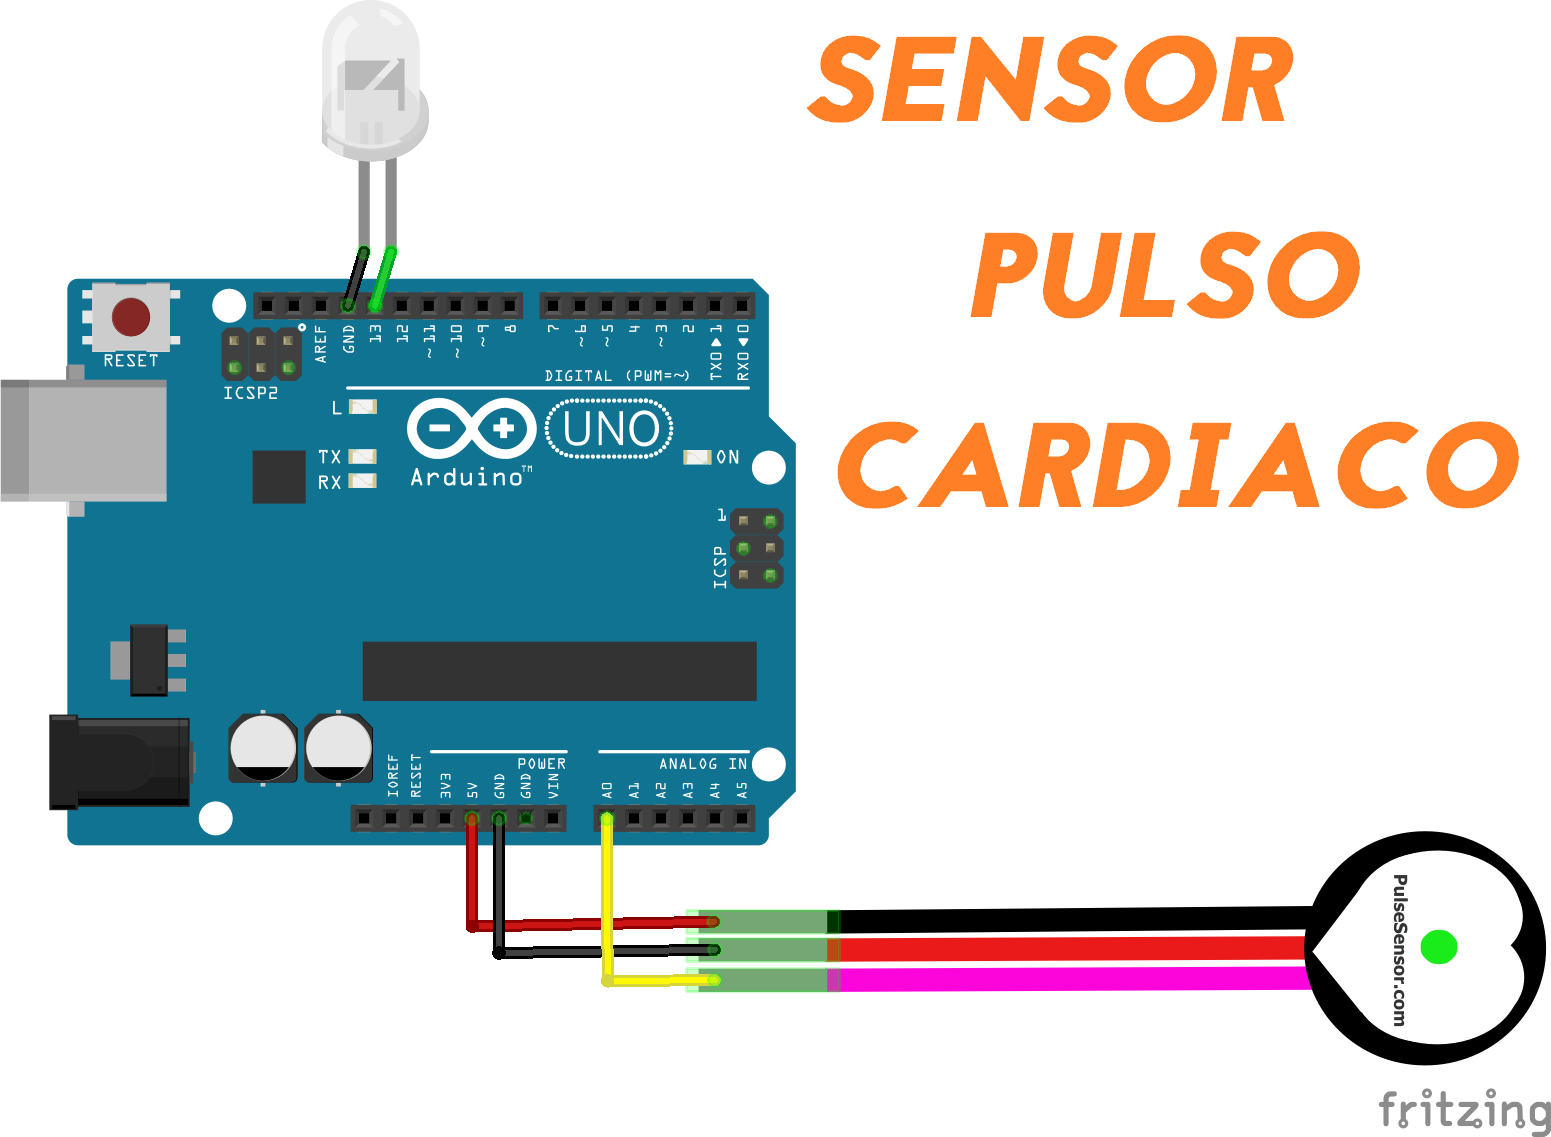 SENSOR
PULSO
CARDIACO
RESET
ICSP2
AREF
GND
13
12
~11
~10
~9
8
7
~6
~5
4
~3
2
TX0 ▶ 1
RX0 ◀ 0
DIGITAL (PWM=~)
L
TX
RX
UNO
Arduino™
ON
1
ICSP
POWER
ANALOG IN
IOREF
RESET
3V3
5V
GND
GND
VIN
A0
A1
A2
A3
A4
A5
PulseSensor.com
fritzing